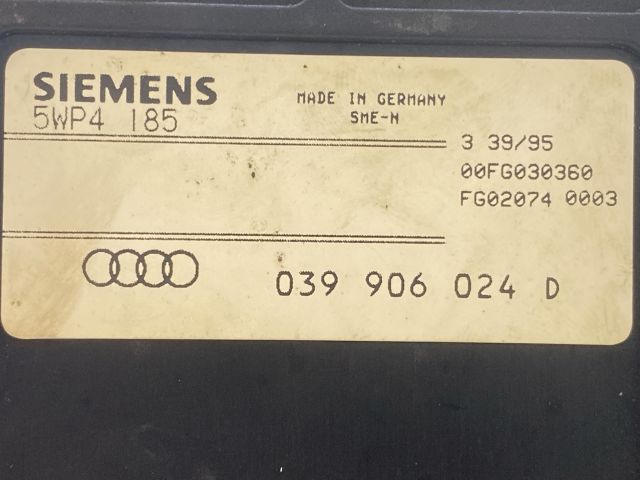 SIEMENS
5WP4 185
MADE IN GERMANY
SME-N
3 39/95
00FG030360
FG02074 0003
039 906 024 D